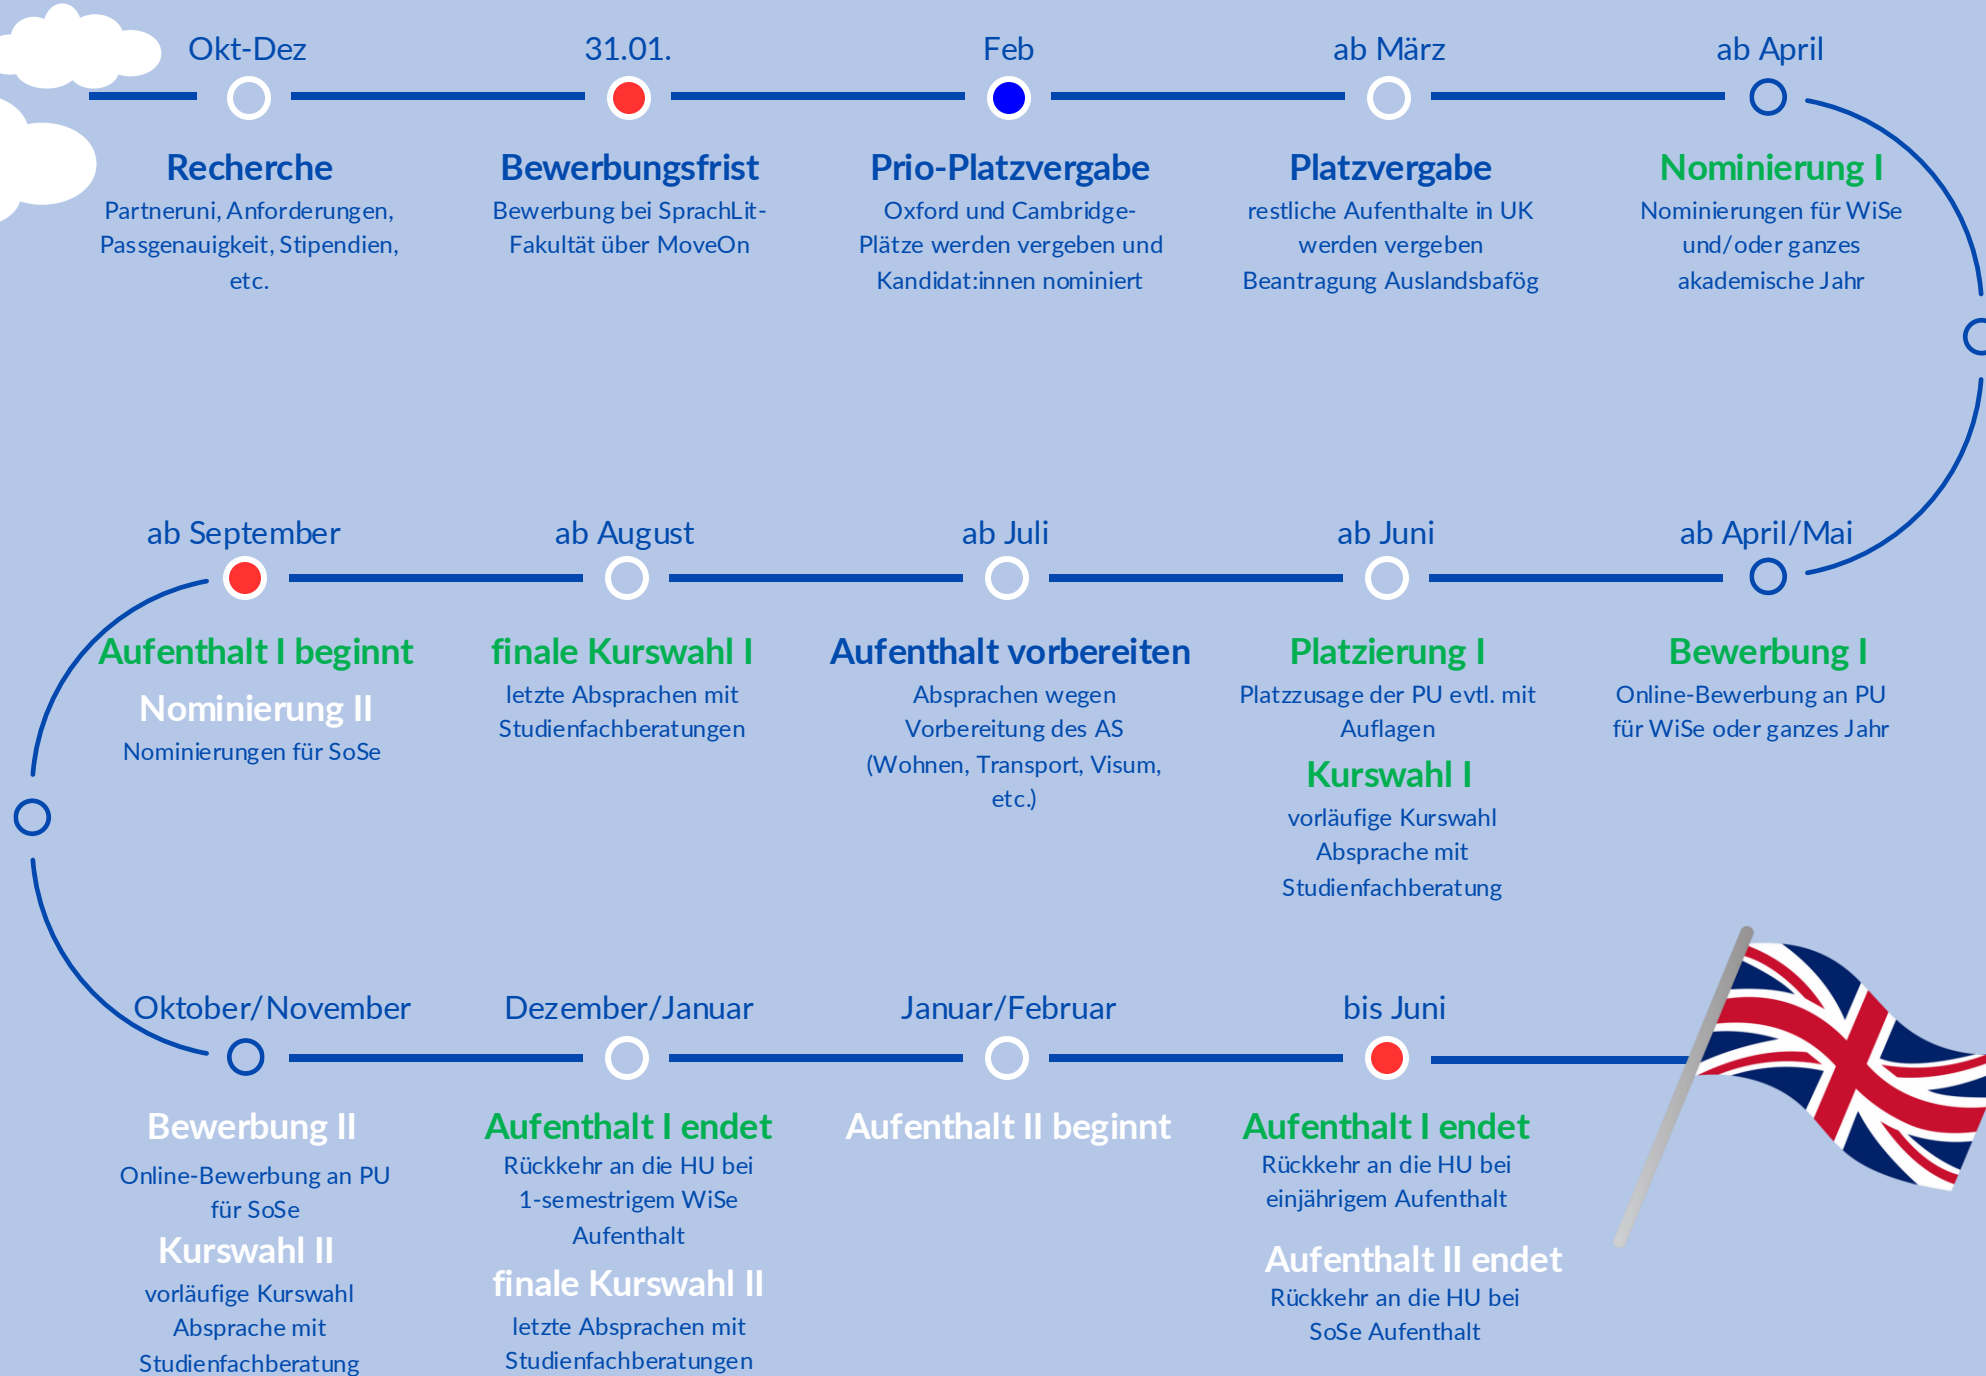 Okt-Dez
Recherche
Partneruni, Anforderungen,
Passgenauigkeit, Stipendien,
etc.
31.01.
Bewerbungsfrist
Bewerbung bei SprachLit-
Fakultät über MoveOn
Feb
Prio-Platzvergabe
Oxford und Cambridge-
Plätze werden vergeben und
Kandidat:innen nominiert
ab März
Platzvergabe
restliche Aufenthalte in UK
werden vergeben
Beantragung Auslandsbafög
ab April
Nominierung I
Nominierungen für WiSe
und/oder ganzes
akademische Jahr
ab April/Mai
Bewerbung I
Online-Bewerbung an PU
für WiSe oder ganzes Jahr
ab Juni
Platzierung I
Platzzusage der PU evtl. mit
Auflagen
Kurswahl I
vorläufige Kurswahl
Absprache mit
Studienfachberatung
ab Juli
Aufenthalt vorbereiten
Absprachen wegen
Vorbereitung des AS
(Wohnen, Transport, Visum,
etc.)
ab August
finale Kurswahl I
letzte Absprachen mit
Studienfachberatungen
ab September
Aufenthalt I beginnt
Nominierung II
Nominierungen für SoSe
Oktober/November
Bewerbung II
Online-Bewerbung an PU
für SoSe
Kurswahl II
vorläufige Kurswahl
Absprache mit
Studienfachberatung
Dezember/Januar
Aufenthalt I endet
Rückkehr an die HU bei
1-semestrigem WiSe
Aufenthalt
finale Kurswahl II
letzte Absprachen mit
Studienfachberatungen
Januar/Februar
Aufenthalt II beginnt
bis Juni
Aufenthalt I endet
Rückkehr an die HU bei
einjährigem Aufenthalt
Aufenthalt II endet
Rückkehr an die HU bei
SoSe Aufenthalt